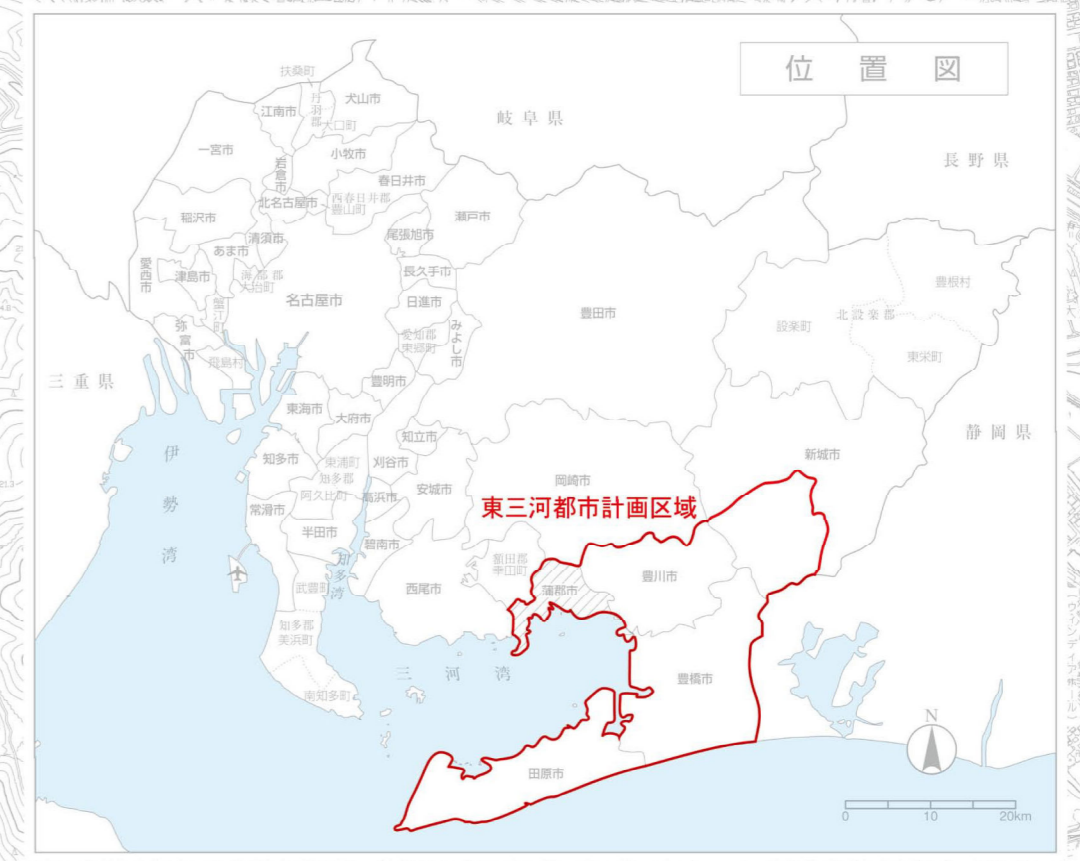 位置図
岐阜県
長野県
三重県
静岡県
扶桑町
犬山市
江南市
丹羽郡
大口町
一宮市
小牧市
岩倉市
春日井市
北名古屋市
西春日井郡
豊山町
瀬戸市
稲沢市
清須市
尾張旭市
あま市
愛西市
津島市
海部郡
大治町
長久手市
蟹江町
名古屋市
日進市
豊田市
弥富市
愛知郡
東郷町
みよし市
飛島村
豊明市
豊根村
北設楽郡
設楽町
東栄町
東海市
大府市
知立市
新城市
伊勢湾
知多市
東浦町
知多郡
刈谷市
岡崎市
阿久比町
高浜市
安城市
常滑市
東三河都市計画区域
半田市
碧南市
額田郡
幸田町
知多湾
武豊町
西尾市
蒲郡市
豊川市
知多郡
美浜町
三河湾
豊橋市
南知多町
田原市
N
0 10 20km